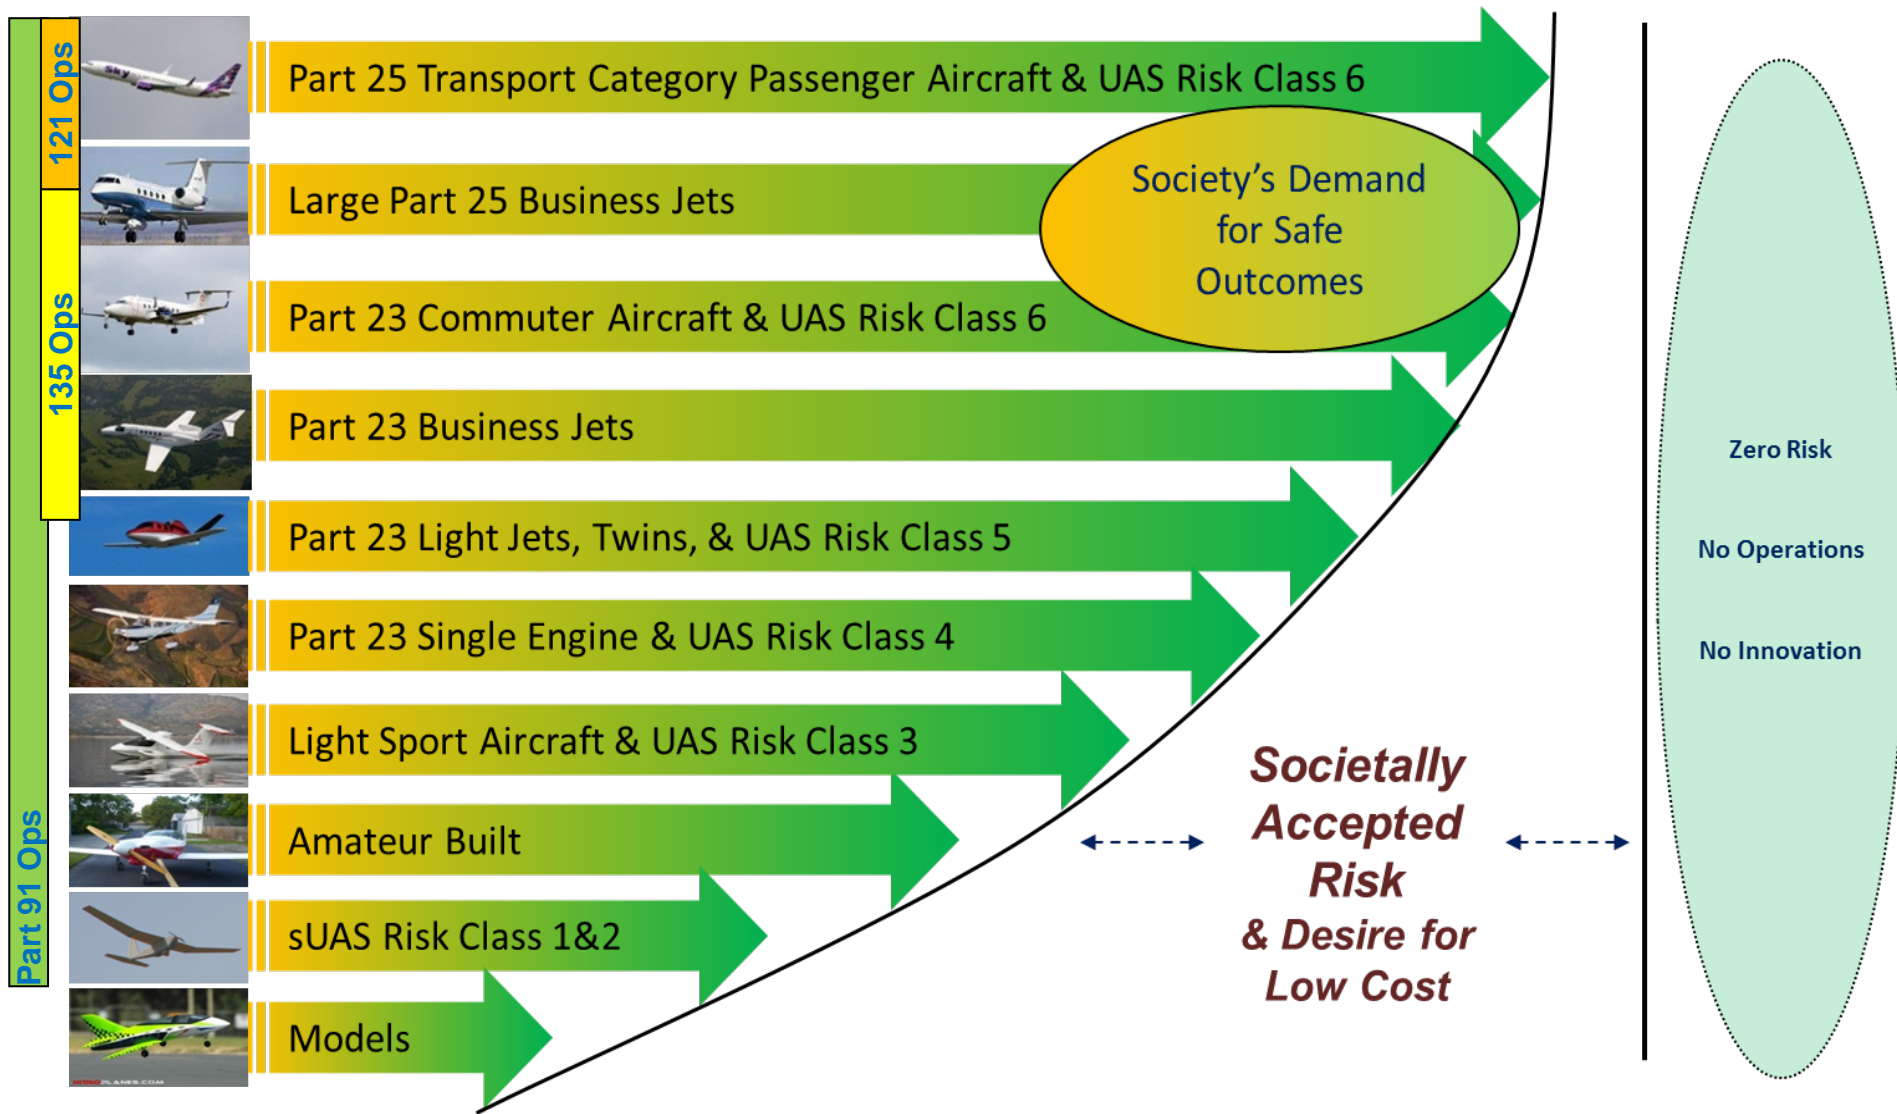 121 Ops
135 Ops
Part 91 Ops
sky
Part 25 Transport Category Passenger Aircraft & UAS Risk Class 6
Large Part 25 Business Jets
Part 23 Commuter Aircraft & UAS Risk Class 6
Part 23 Business Jets
Part 23 Light Jets, Twins, & UAS Risk Class 5
Part 23 Single Engine & UAS Risk Class 4
Light Sport Aircraft & UAS Risk Class 3
Amateur Built
sUAS Risk Class 1&2
Models
NITROPLANES.COM
Society’s Demand
for Safe
Outcomes
Societally
Accepted
Risk
& Desire for
Low Cost
Zero Risk
No Operations
No Innovation